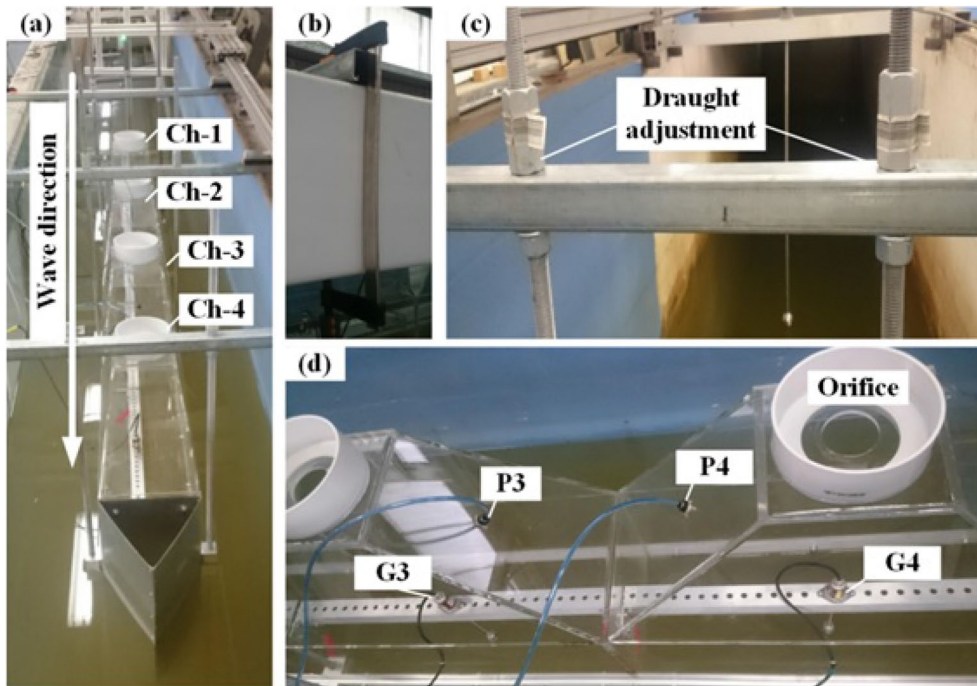 (a)
Ch-1
Ch-2
Ch-3
Ch-4
Wave direction
(b)
(c)
Draught
adjustment
(d)
Orifice
P3
P4
G3
G4